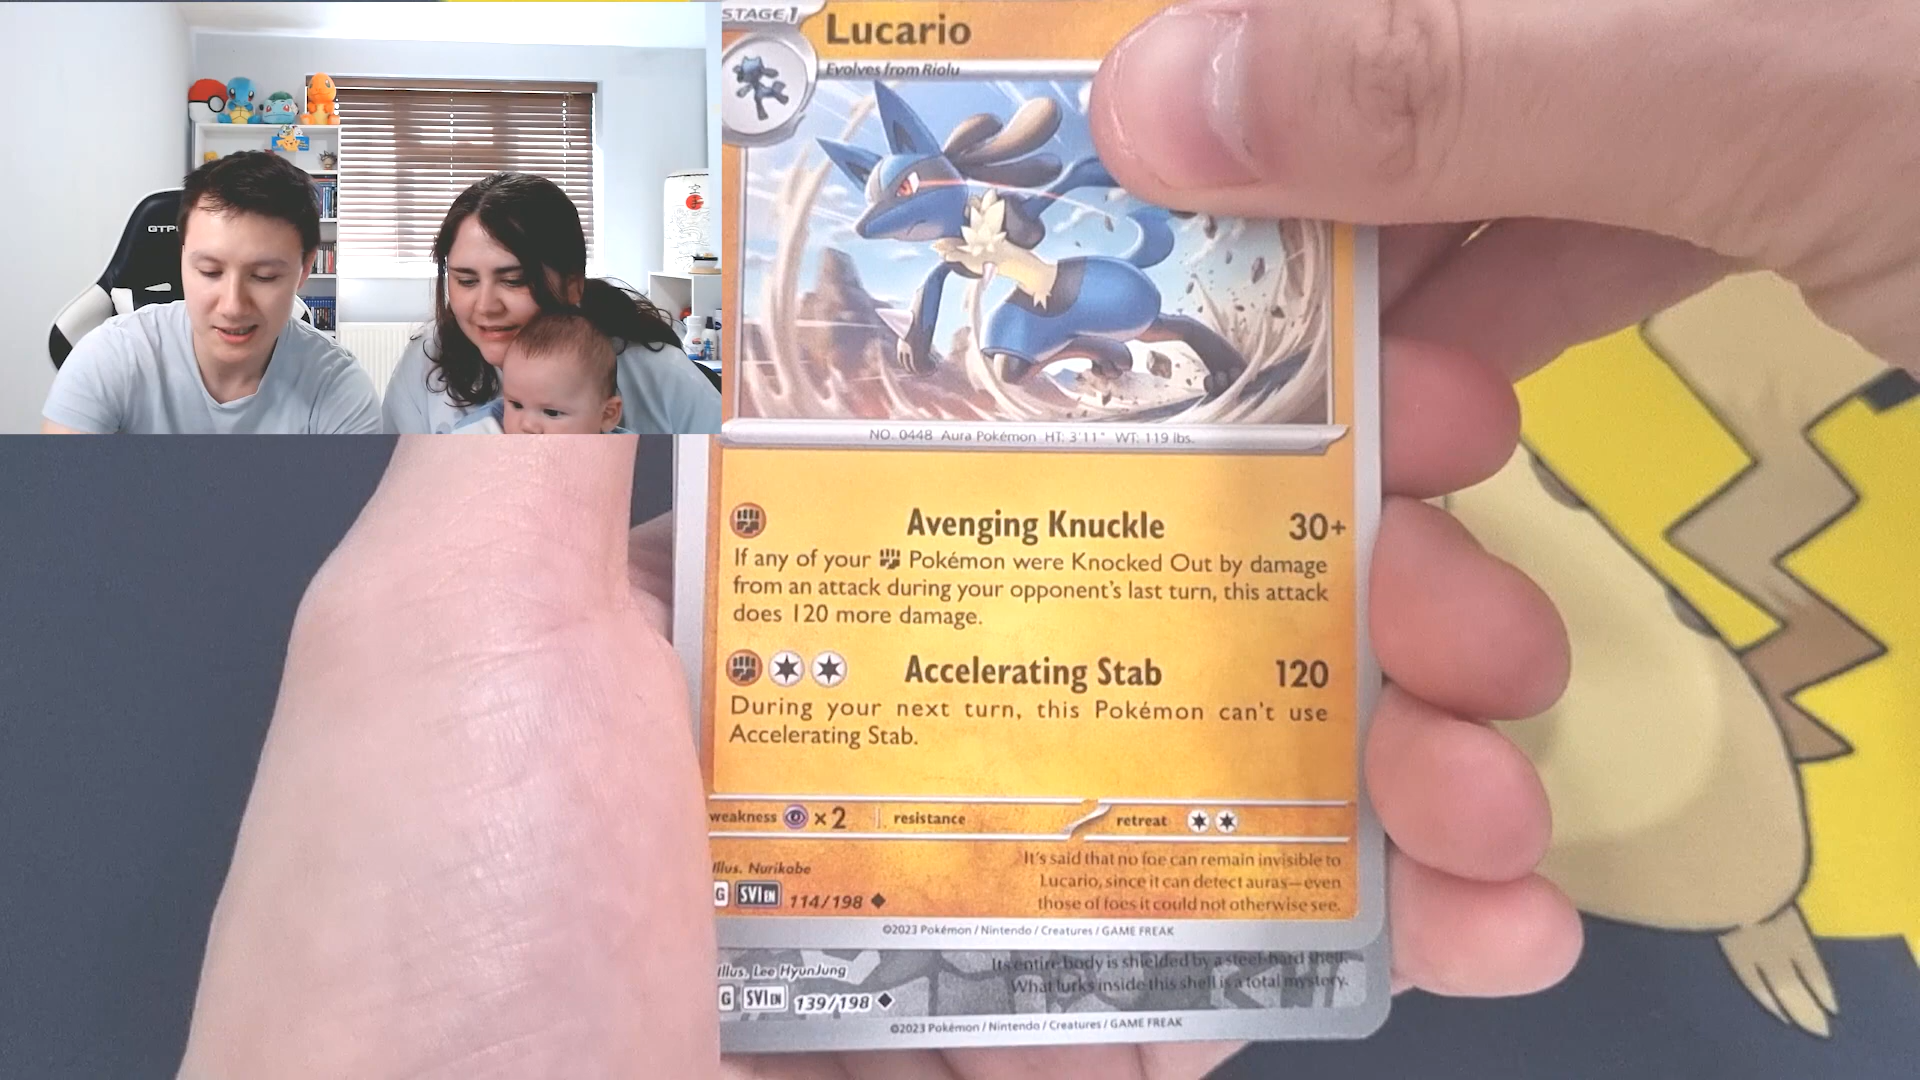 GTP
STAGE 1
Lucario
Evolves from Riolu
NO. 0448 Aura Pokémon HT: 3'11" WT: 119 lbs.
Avenging Knuckle 30+
If any of your Pokémon were Knocked Out by damage
from an attack during your opponent's last turn, this attack
does 120 more damage.
Accelerating Stab 120
During your next turn, this Pokémon can't use
Accelerating Stab.
weakness ×2 resistance retreat
Illus. Nurikabe
G SVI EN 114/198
It's said that no foe can remain invisible to
Lucario, since it can detect auras—even
those of foes it could not otherwise see.
©2023 Pokémon / Nintendo / Creatures / GAME FREAK
Illus. Lee HyunJung
G SVI EN 139/198
Its entire body is shielded by a steel-hard shell.
What lurks inside this shell is a total mystery.
©2023 Pokémon / Nintendo / Creatures / GAME FREAK